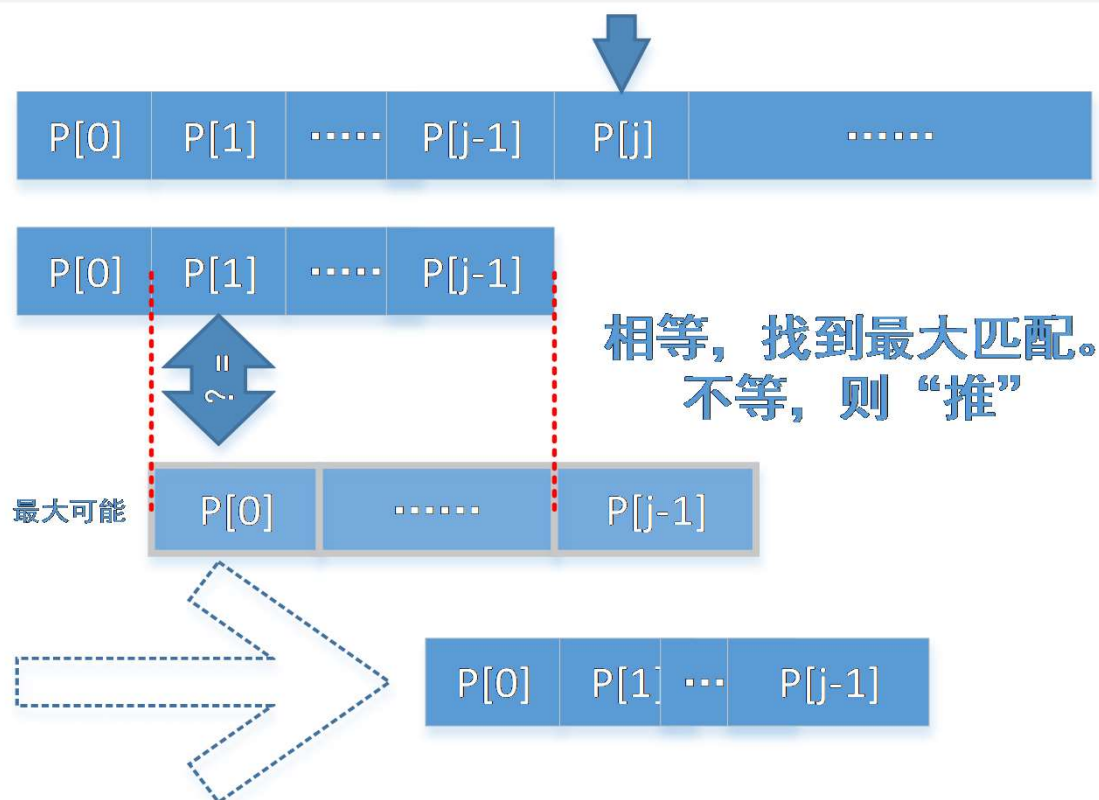 P[0] P[1] ····· P[j-1] P[j] ······
P[0] P[1] ····· P[j-1]
相等，找到最大匹配。
不等，则“推”
? =
最大可能 P[0] ······ P[j-1]
P[0] P[1] ··· P[j-1]